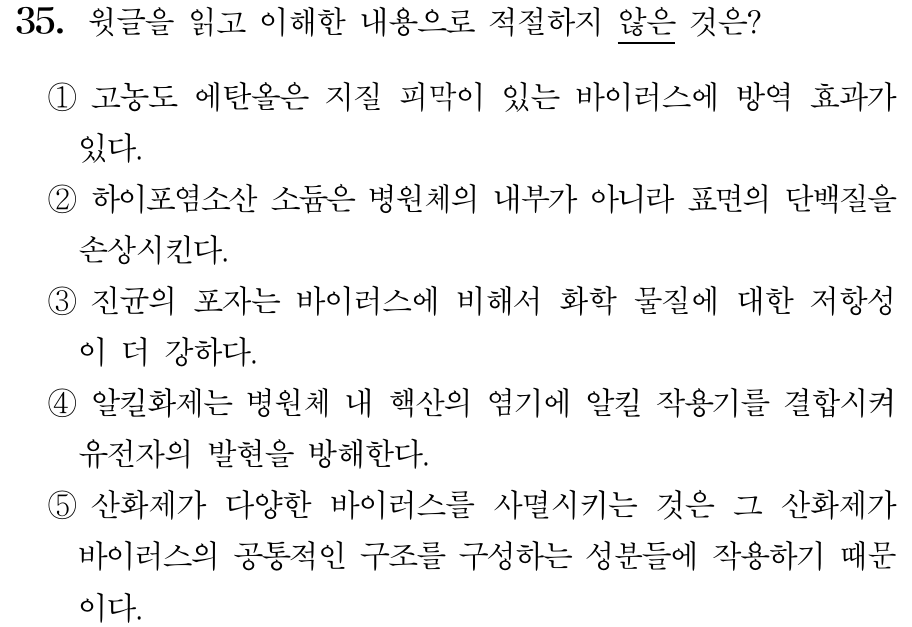 35. 윗글을 읽고 이해한 내용으로 적절하지 않은 것은?
① 고농도 에탄올은 지질 피막이 있는 바이러스에 방역 효과가
있다.
② 하이포염소산 소듐은 병원체의 내부가 아니라 표면의 단백질을
손상시킨다.
③ 진균의 포자는 바이러스에 비해서 화학 물질에 대한 저항성
이 더 강하다.
④ 알킬화제는 병원체 내 핵산의 염기에 알킬 작용기를 결합시켜
유전자의 발현을 방해한다.
⑤ 산화제가 다양한 바이러스를 사멸시키는 것은 그 산화제가
바이러스의 공통적인 구조를 구성하는 성분들에 작용하기 때문
이다.